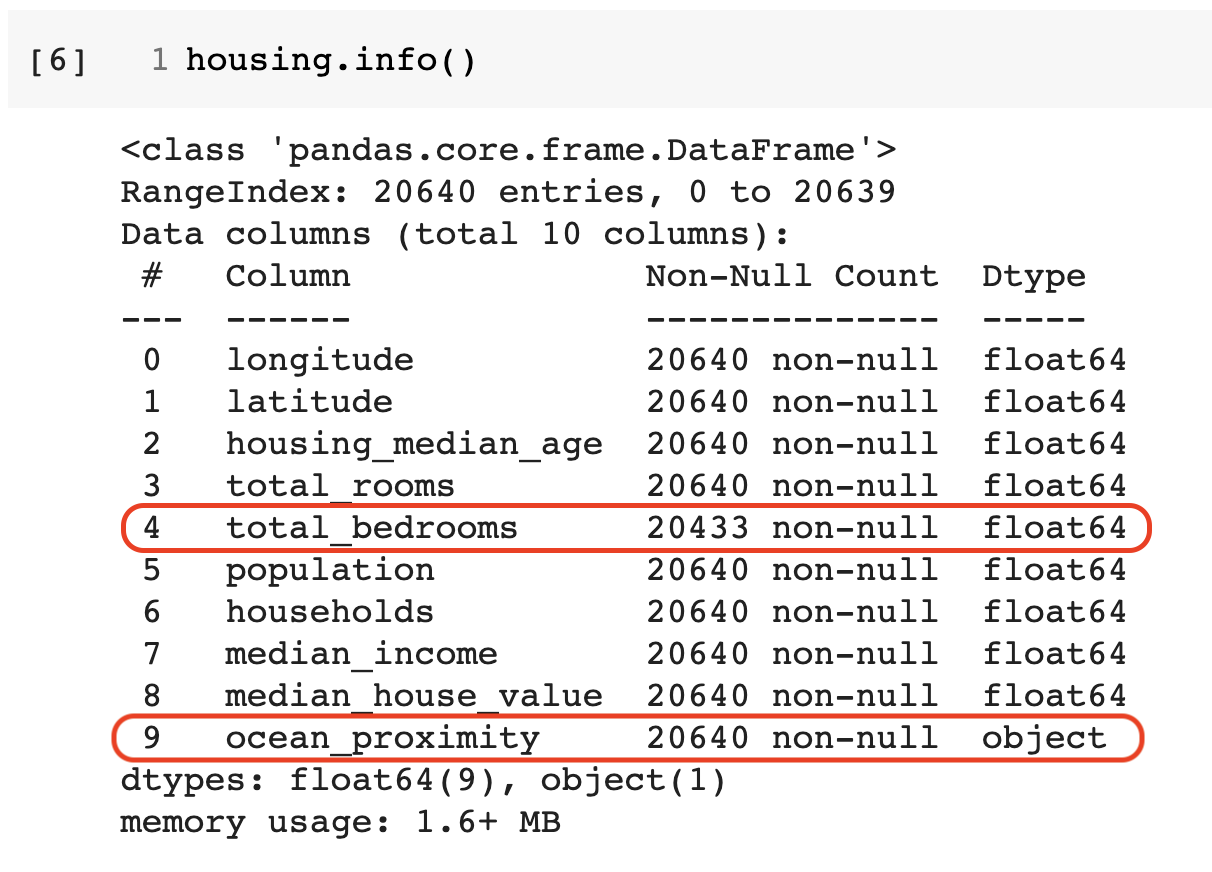 [6] 1 housing.info()
<class 'pandas.core.frame.DataFrame'>
RangeIndex: 20640 entries, 0 to 20639
Data columns (total 10 columns):
 #   Column              Non-Null Count  Dtype
---  ------              --------------  -----
 0   longitude           20640 non-null  float64
 1   latitude            20640 non-null  float64
 2   housing_median_age  20640 non-null  float64
 3   total_rooms         20640 non-null  float64
 4   total_bedrooms      20433 non-null  float64
 5   population          20640 non-null  float64
 6   households          20640 non-null  float64
 7   median_income       20640 non-null  float64
 8   median_house_value  20640 non-null  float64
 9   ocean_proximity     20640 non-null  object
dtypes: float64(9), object(1)
memory usage: 1.6+ MB